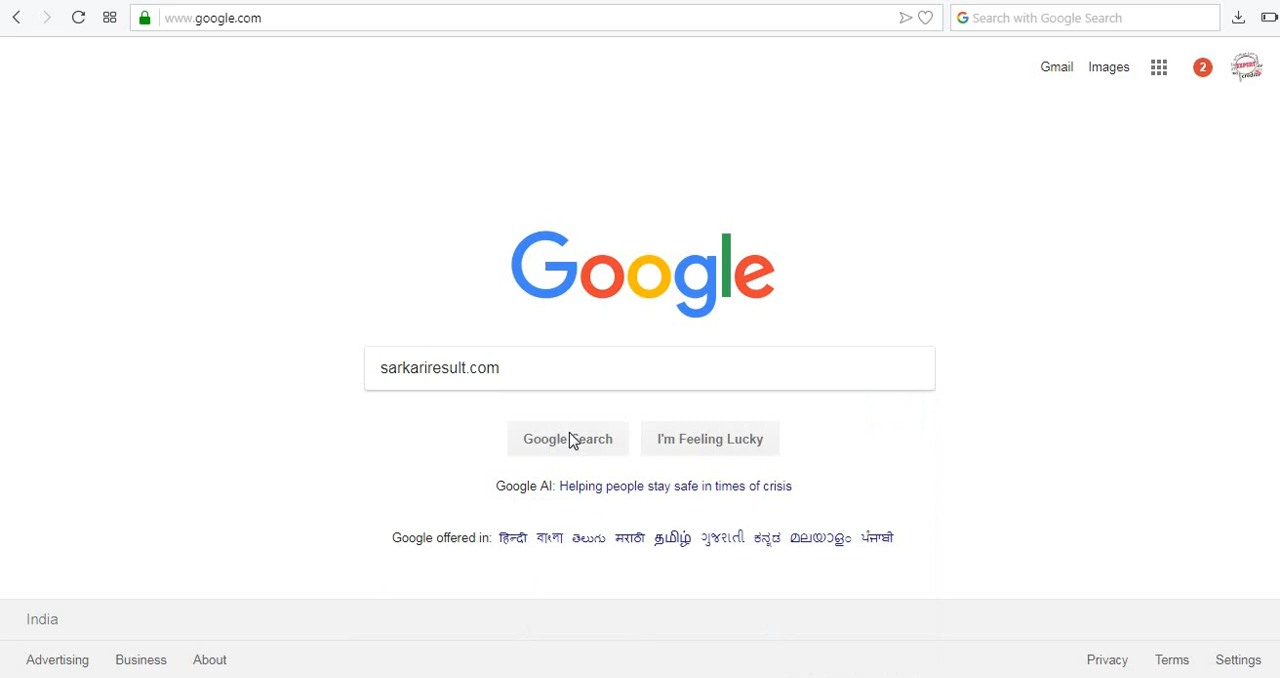 www.google.com
Search with Google Search
Gmail Images 2
EXPERT
Google
sarkariresult.com
Google Search I'm Feeling Lucky
Google AI: Helping people stay safe in times of crisis
Google offered in: हिन्दी বাংলা తెలుగు मराठी தமிழ் ગુજરાતી ಕನ್ನಡ മലയാളം ਪੰਜਾਬੀ
India
Advertising Business About
Privacy Terms Settings